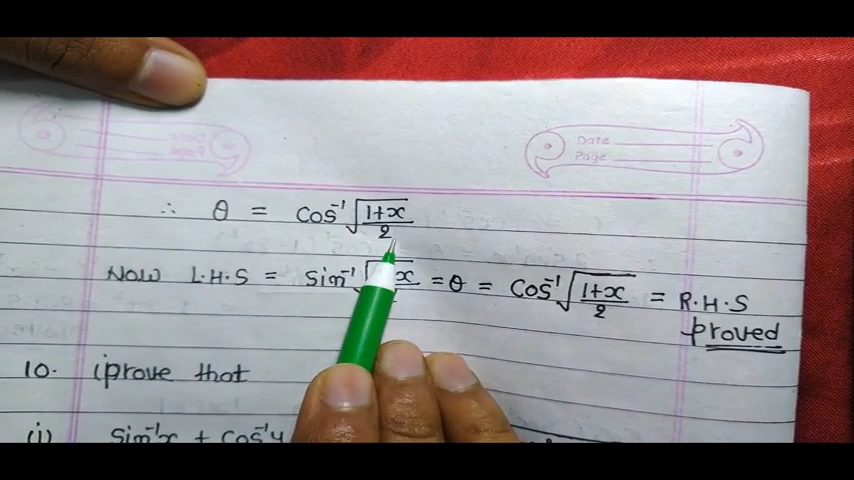 Date
Page
∴ θ = cos⁻¹ √(1+x)/2
Now L.H.S = sin⁻¹ √ x = θ = cos⁻¹ √(1+x)/2 = R.H.S
proved
10. iprove that
(i) sin⁻¹x + cos⁻¹y